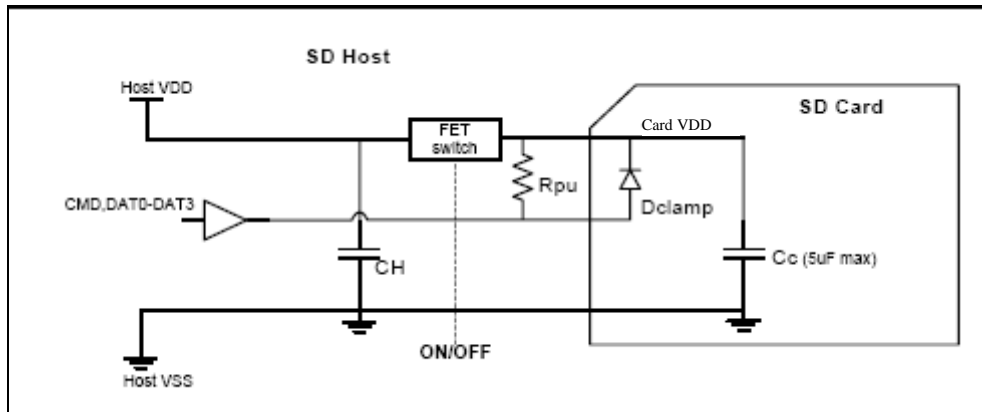 SD Host
Host VDD
SD Card
FET
switch
Card VDD
Rpu
CMD,DAT0-DAT3
Dclamp
CH
Cc (5uF max)
ON/OFF
Host VSS